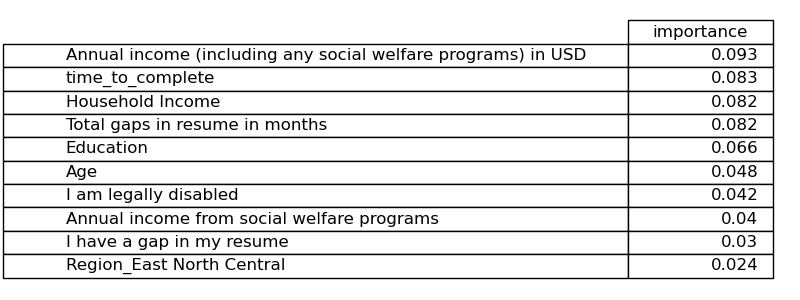 importance
Annual income (including any social welfare programs) in USD 0.093
time_to_complete 0.083
Household Income 0.082
Total gaps in resume in months 0.082
Education 0.066
Age 0.048
I am legally disabled 0.042
Annual income from social welfare programs 0.04
I have a gap in my resume 0.03
Region_East North Central 0.024